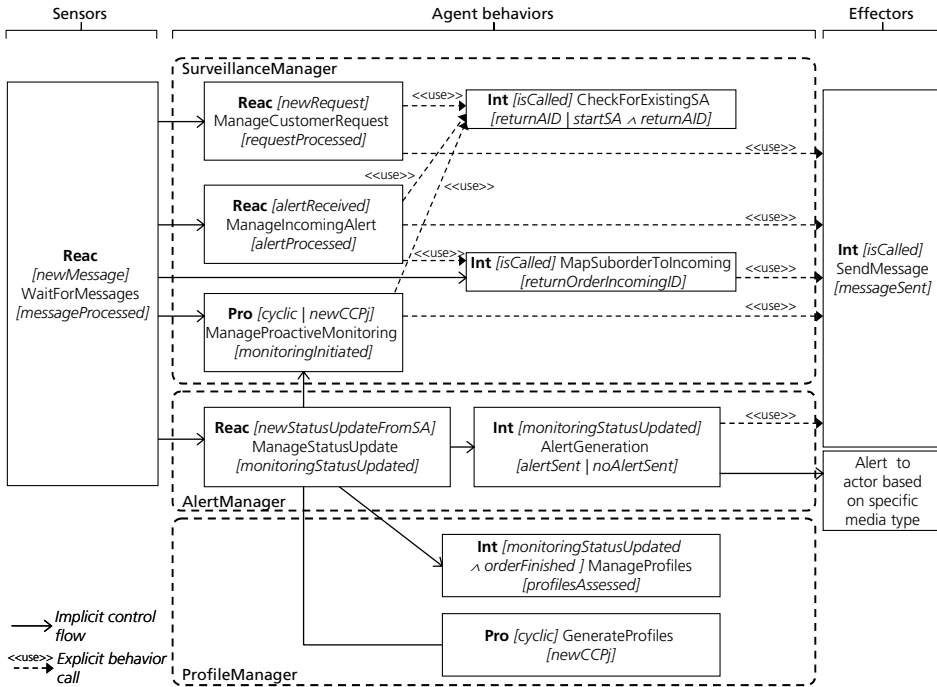 Sensors
Agent behaviors
Effectors
SurveillanceManager
Reac [newRequest]
ManageCustomerRequest
[requestProcessed]
<<use>>
Int [isCalled] CheckForExistingSA
[returnAID | startSA ∧ returnAID]
<<use>>
<<use>>
<<use>>
<<use>>
Reac [alertReceived]
ManageIncomingAlert
[alertProcessed]
<<use>>
Reac
[newMessage]
WaitForMessages
[messageProcessed]
Int [isCalled] MapSuborderToIncoming
[returnOrderIncomingID]
<<use>>
Int [isCalled]
SendMessage
[messageSent]
Pro [cyclic | newCCPj]
ManageProactiveMonitoring
[monitoringInitiated]
<<use>>
Reac [newStatusUpdateFromSA]
ManageStatusUpdate
[monitoringStatusUpdated]
Int [monitoringStatusUpdated]
AlertGeneration
[alertSent | noAlertSent]
<<use>>
AlertManager
Alert to
actor based
on specific
media type
Int [monitoringStatusUpdated
∧ orderFinished ] ManageProfiles
[profilesAssessed]
Pro [cyclic] GenerateProfiles
[newCCPj]
ProfileManager
Implicit control
flow
<<use>> Explicit behavior
call